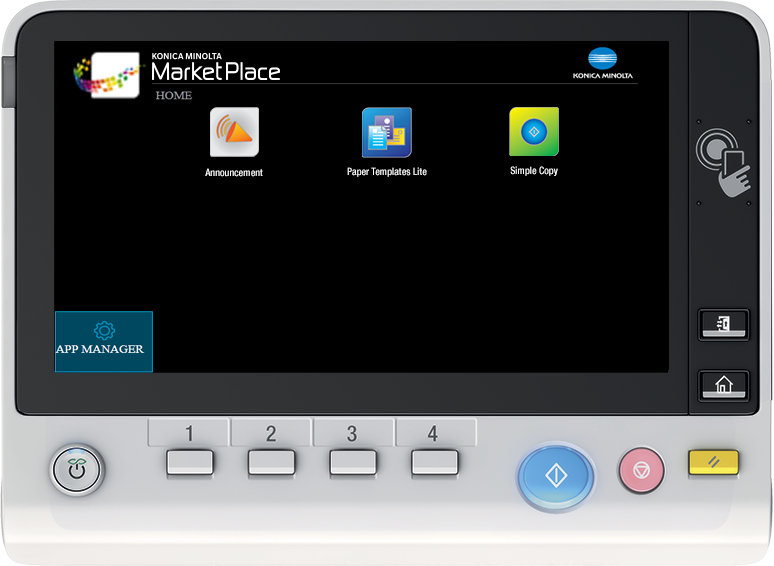 KONICA MINOLTA
MarketPlace
KONICA MINOLTA
HOME
Announcement
Paper Templates Lite
Simple Copy
APP MANAGER
1 2 3 4